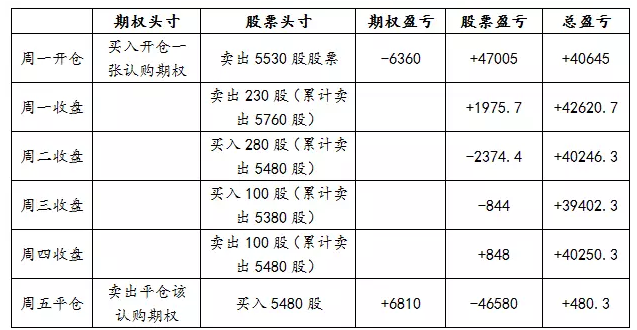 期权头寸 股票头寸 期权盈亏 股票盈亏 总盈亏
周一开仓 买入开仓一张认购期权 卖出 5530 股股票 -6360 +47005 +40645
周一收盘 卖出 230 股（累计卖出 5760 股） +1975.7 +42620.7
周二收盘 买入 280 股（累计卖出 5480 股） -2374.4 +40246.3
周三收盘 买入 100 股（累计卖出 5380 股） -844 +39402.3
周四收盘 卖出 100 股（累计卖出 5480 股） +848 +40250.3
周五平仓 卖出平仓该认购期权 买入 5480 股 +6810 -46580 +480.3